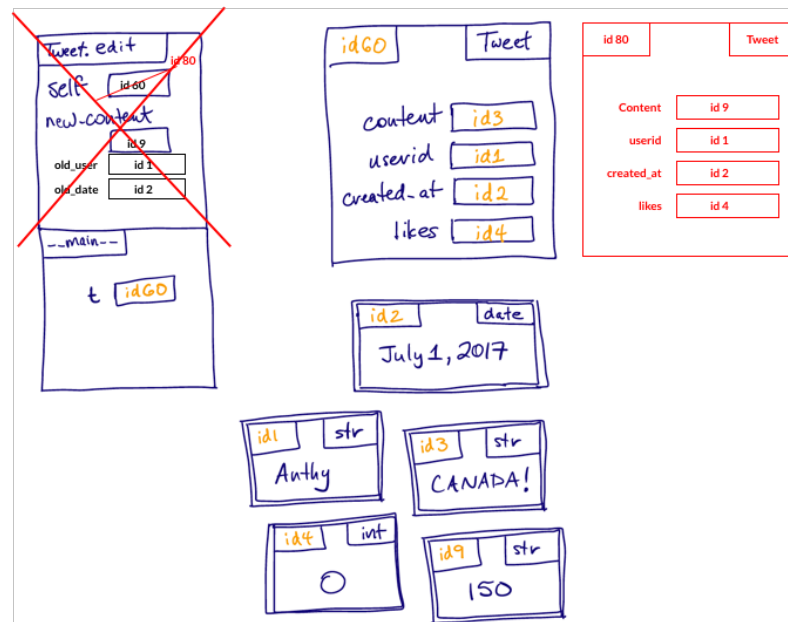 Tweet.edit
id 80
self id 60
new-content
id 9
old_user id 1
old_date id 2
__main__
t id60
id60 Tweet
content id3
userid id1
created_at id2
likes id4
id 80 Tweet
Content id 9
userid id 1
created_at id 2
likes id 4
id2 date
July 1, 2017
id1 str
Anthy
id3 str
CANADA!
id4 int
0
id9 str
150